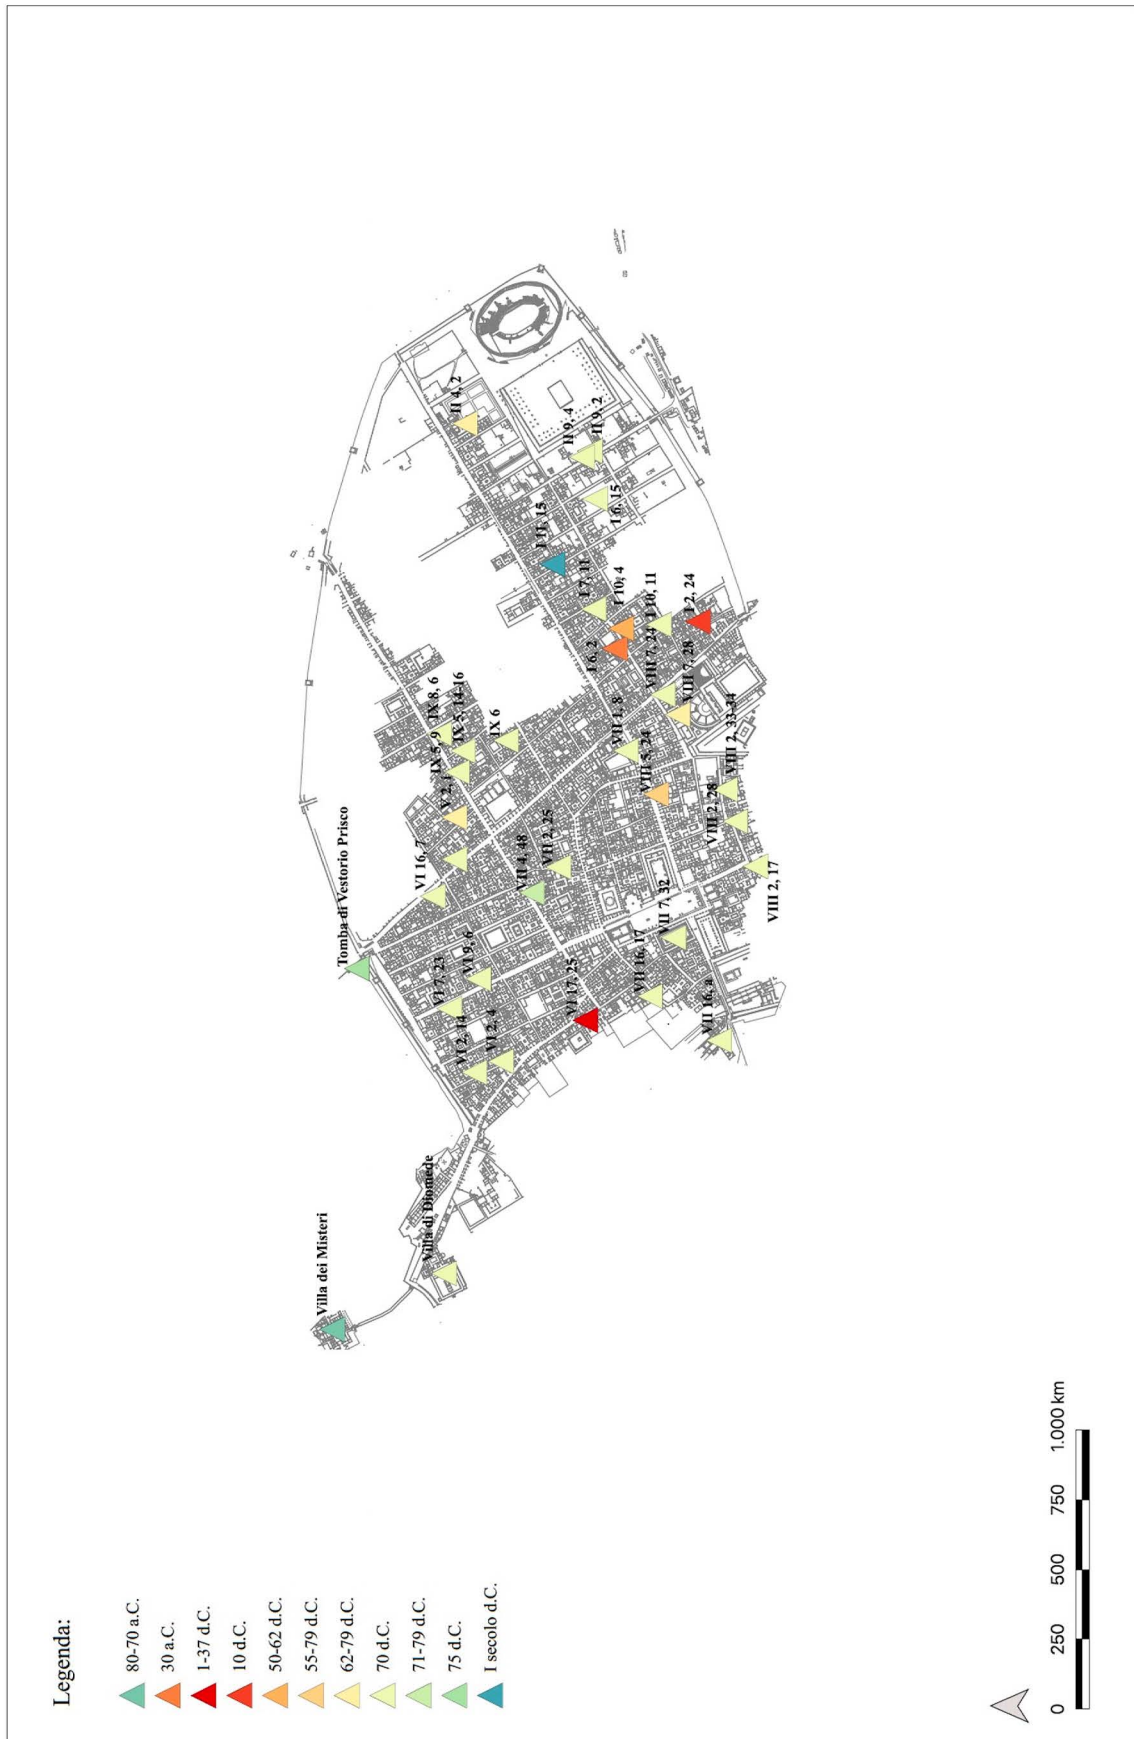 Legenda:
80-70 a.C.
30 a.C.
1-37 d.C.
10 d.C.
50-62 d.C.
55-79 d.C.
62-79 d.C.
70 d.C.
71-79 d.C.
75 d.C.
I secolo d.C.
Villa dei Misteri
Villa di Diomede
Tomba di Vestorio Prisco
VI 2, 14
VI 2, 4
VI 7, 23
VI 9, 6
VI 16, 7
VI 17, 25
VII 4, 48
VII 2, 25
V 2, 1
IX 5, 9
IX 8, 6
IX 5, 14-16
IX 6
VII 16, a
VII 16, 17
VII 7, 32
VIII 2, 17
VIII 2, 28
VIII 2, 33-34
VIII 5, 24
VII 1, 8
VIII 7, 24
VIII 7, 28
I 6, 2
I 7, 11
I 10, 4
I 10, 11
I 2, 24
I 11, 15
I 6, 15
II 9, 4
II 9, 2
II 4, 2
0 250 500 750 1.000 km